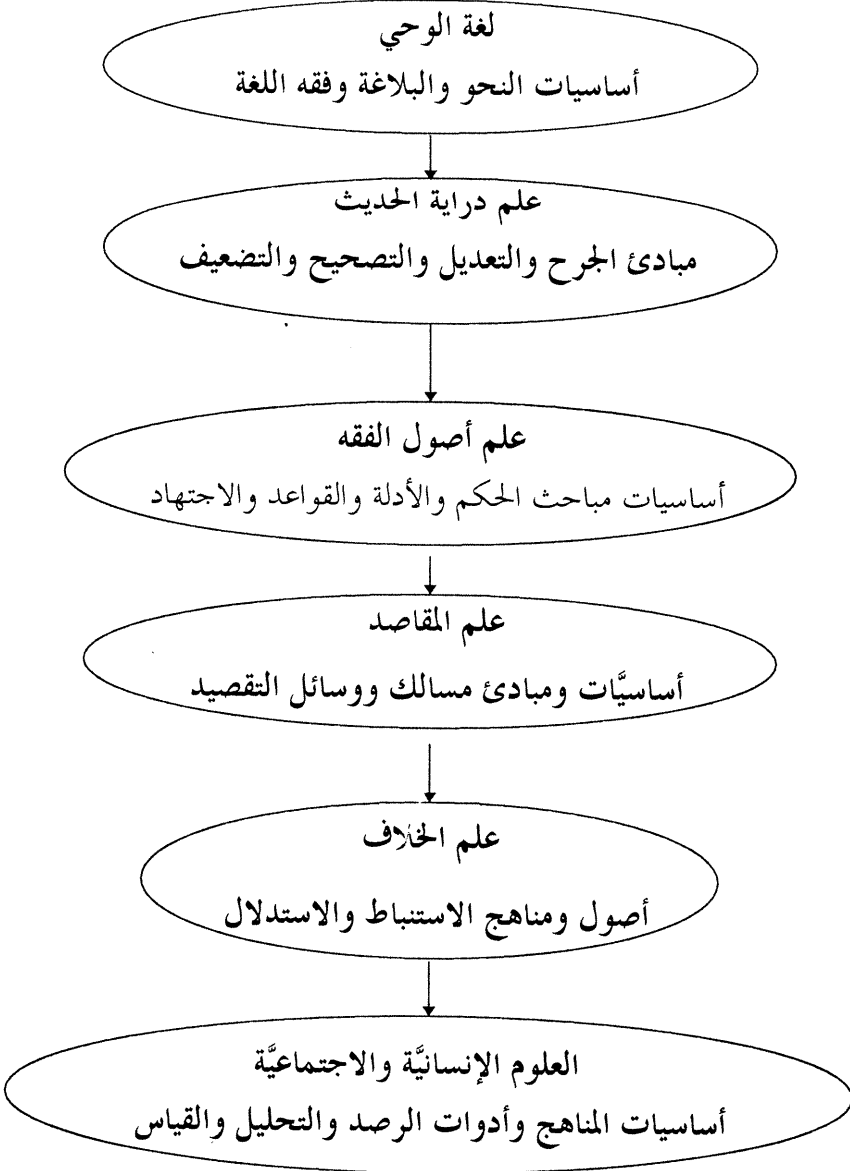 لغة الوحي
أساسيات النحو والبلاغة وفقه اللغة
علم دراية الحديث
مبادئ الجرح والتعديل والتصحيح والتضعيف
علم أصول الفقه
أساسيات مباحث الحكم والأدلة والقواعد والاجتهاد
علم المقاصد
أساسيَّات ومبادئ مسالك ووسائل التقصيد
علم الخلاف
أصول ومناهج الاستنباط والاستدلال
العلوم الإنسانيَّة والاجتماعيَّة
أساسيات المناهج وأدوات الرصد والتحليل والقياس